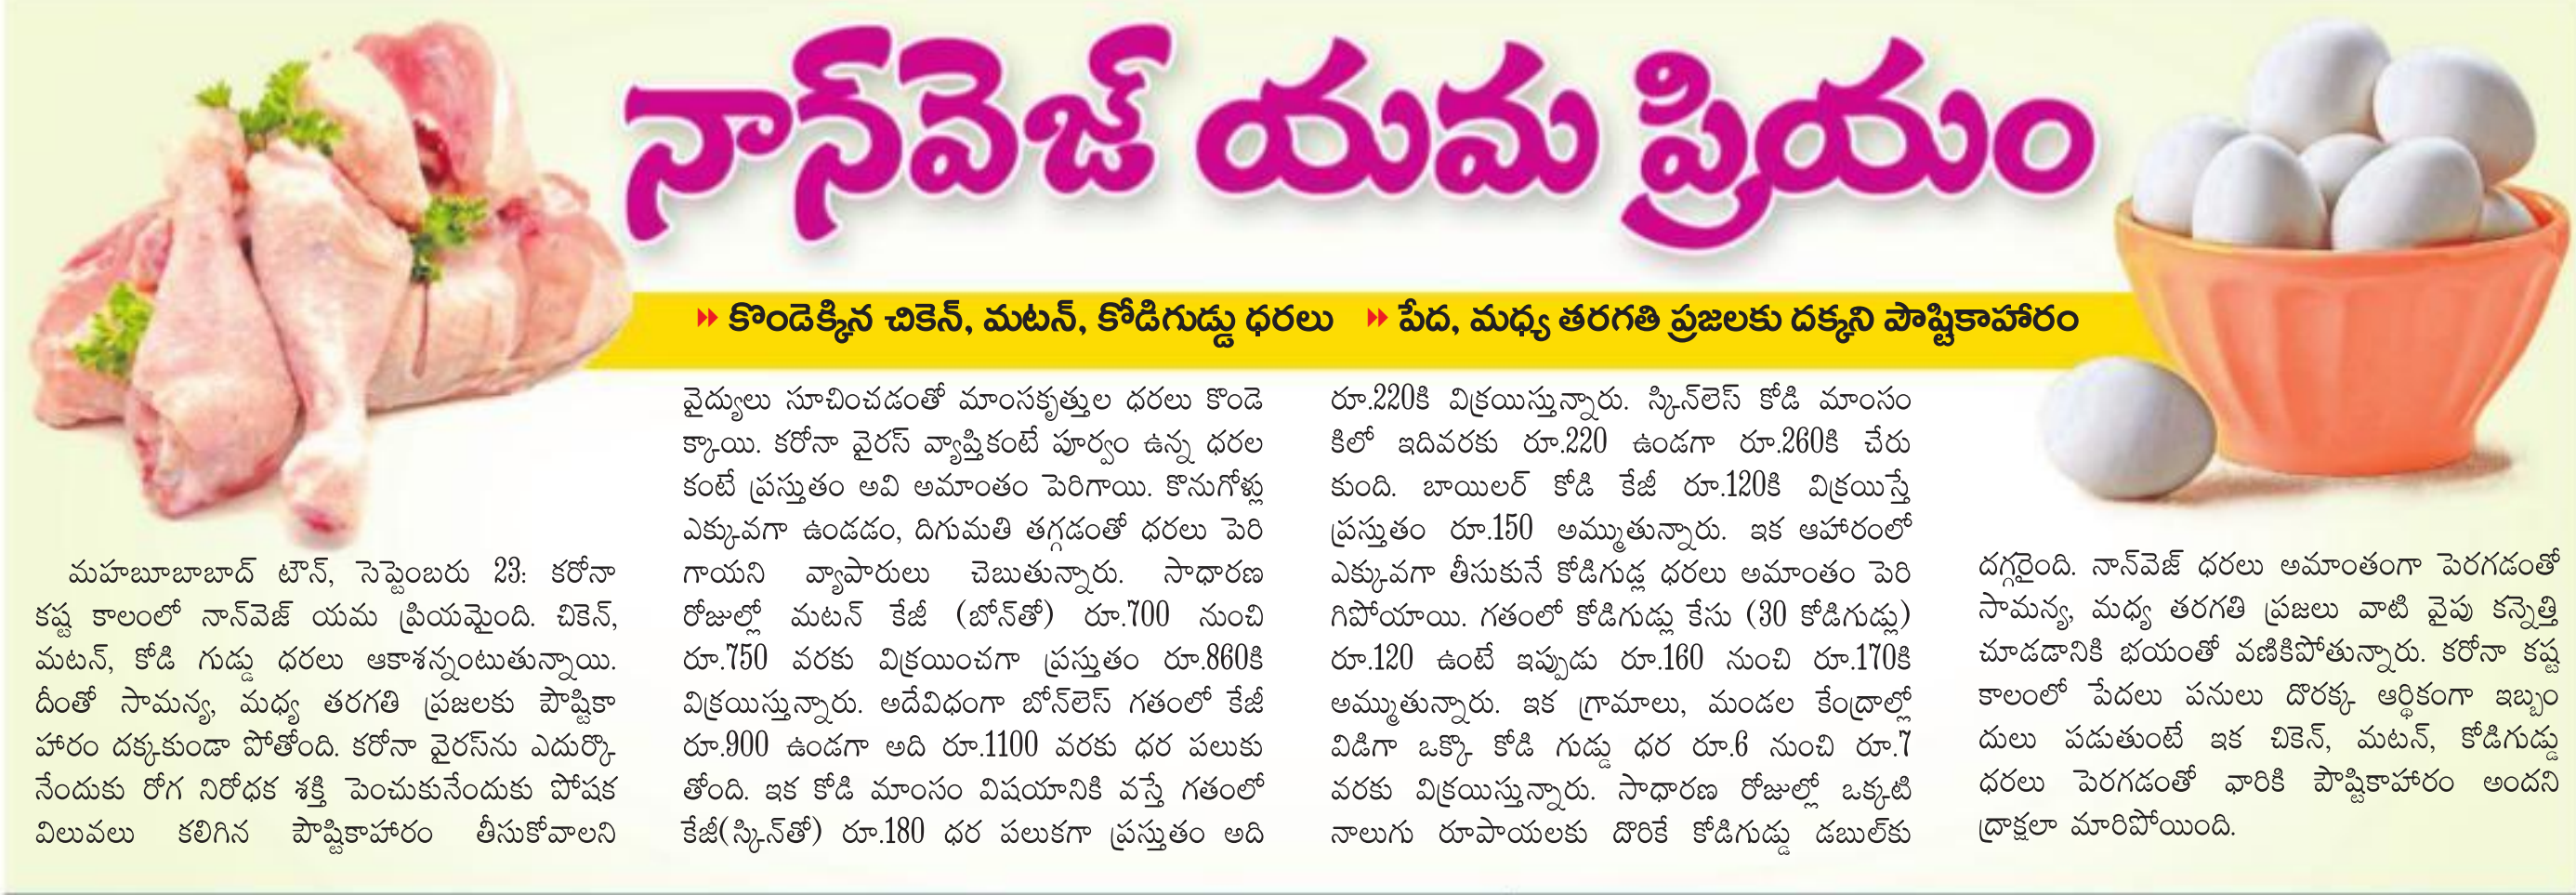 నాన్‌వెజ్ యమ ప్రియం
కొండెక్కిన చికెన్, మటన్, కోడిగుడ్డు ధరలు
పేద, మధ్య తరగతి ప్రజలకు దక్కని పౌష్టికాహారం
మహబూబాబాద్ టౌన్, సెప్టెంబరు 23: కరోనా
కష్ట కాలంలో నాన్‌వెజ్ యమ ప్రియమైంది. చికెన్,
మటన్, కోడి గుడ్డు ధరలు ఆకాశన్నంటుతున్నాయి.
దీంతో సామన్య, మధ్య తరగతి ప్రజలకు పౌష్టికా
హారం దక్కకుండా పోతోంది. కరోనా వైరస్‌ను ఎదుర్కొ
నేందుకు రోగ నిరోధక శక్తి పెంచుకునేందుకు పోషక
విలువలు కలిగిన పౌష్టికాహారం తీసుకోవాలని
వైద్యులు సూచించడంతో మాంసకృత్తుల ధరలు కొండె
క్కాయి. కరోనా వైరస్ వ్యాప్తికంటే పూర్వం ఉన్న ధరల
కంటే ప్రస్తుతం అవి అమాంతం పెరిగాయి. కొనుగోళ్లు
ఎక్కువగా ఉండడం, దిగుమతి తగ్గడంతో ధరలు పెరి
గాయని వ్యాపారులు చెబుతున్నారు. సాధారణ
రోజుల్లో మటన్ కేజీ (బోన్‌తో) రూ.700 నుంచి
రూ.750 వరకు విక్రయించగా ప్రస్తుతం రూ.860కి
విక్రయిస్తున్నారు. అదేవిధంగా బోన్‌లెస్ గతంలో కేజీ
రూ.900 ఉండగా అది రూ.1100 వరకు ధర పలుకు
తోంది. ఇక కోడి మాంసం విషయానికి వస్తే గతంలో
కేజీ(స్కిన్‌తో) రూ.180 ధర పలుకగా ప్రస్తుతం అది
రూ.220కి విక్రయిస్తున్నారు. స్కిన్‌లెస్ కోడి మాంసం
కిలో ఇదివరకు రూ.220 ఉండగా రూ.260కి చేరు
కుంది. బాయిలర్ కోడి కేజీ రూ.120కి విక్రయిస్తే
ప్రస్తుతం రూ.150 అమ్ముతున్నారు. ఇక ఆహారంలో
ఎక్కువగా తీసుకునే కోడిగుడ్ల ధరలు అమాంతం పెరి
గిపోయాయి. గతంలో కోడిగుడ్లు కేసు (30 కోడిగుడ్లు)
రూ.120 ఉంటే ఇప్పుడు రూ.160 నుంచి రూ.170కి
అమ్ముతున్నారు. ఇక గ్రామాలు, మండల కేంద్రాల్లో
విడిగా ఒక్కొ కోడి గుడ్డు ధర రూ.6 నుంచి రూ.7
వరకు విక్రయిస్తున్నారు. సాధారణ రోజుల్లో ఒక్కటి
నాలుగు రూపాయలకు దొరికే కోడిగుడ్డు డబుల్‌కు
దగ్గరైంది. నాన్‌వెజ్ ధరలు అమాంతంగా పెరగడంతో
సామన్య, మధ్య తరగతి ప్రజలు వాటి వైపు కన్నెత్తి
చూడడానికి భయంతో వణికిపోతున్నారు. కరోనా కష్ట
కాలంలో పేదలు పనులు దొరక్క ఆర్థికంగా ఇబ్బం
దులు పడుతుంటే ఇక చికెన్, మటన్, కోడిగుడ్డు
ధరలు పెరగడంతో వారికి పౌష్టికాహారం అందని
ద్రాక్షలా మారిపోయింది.